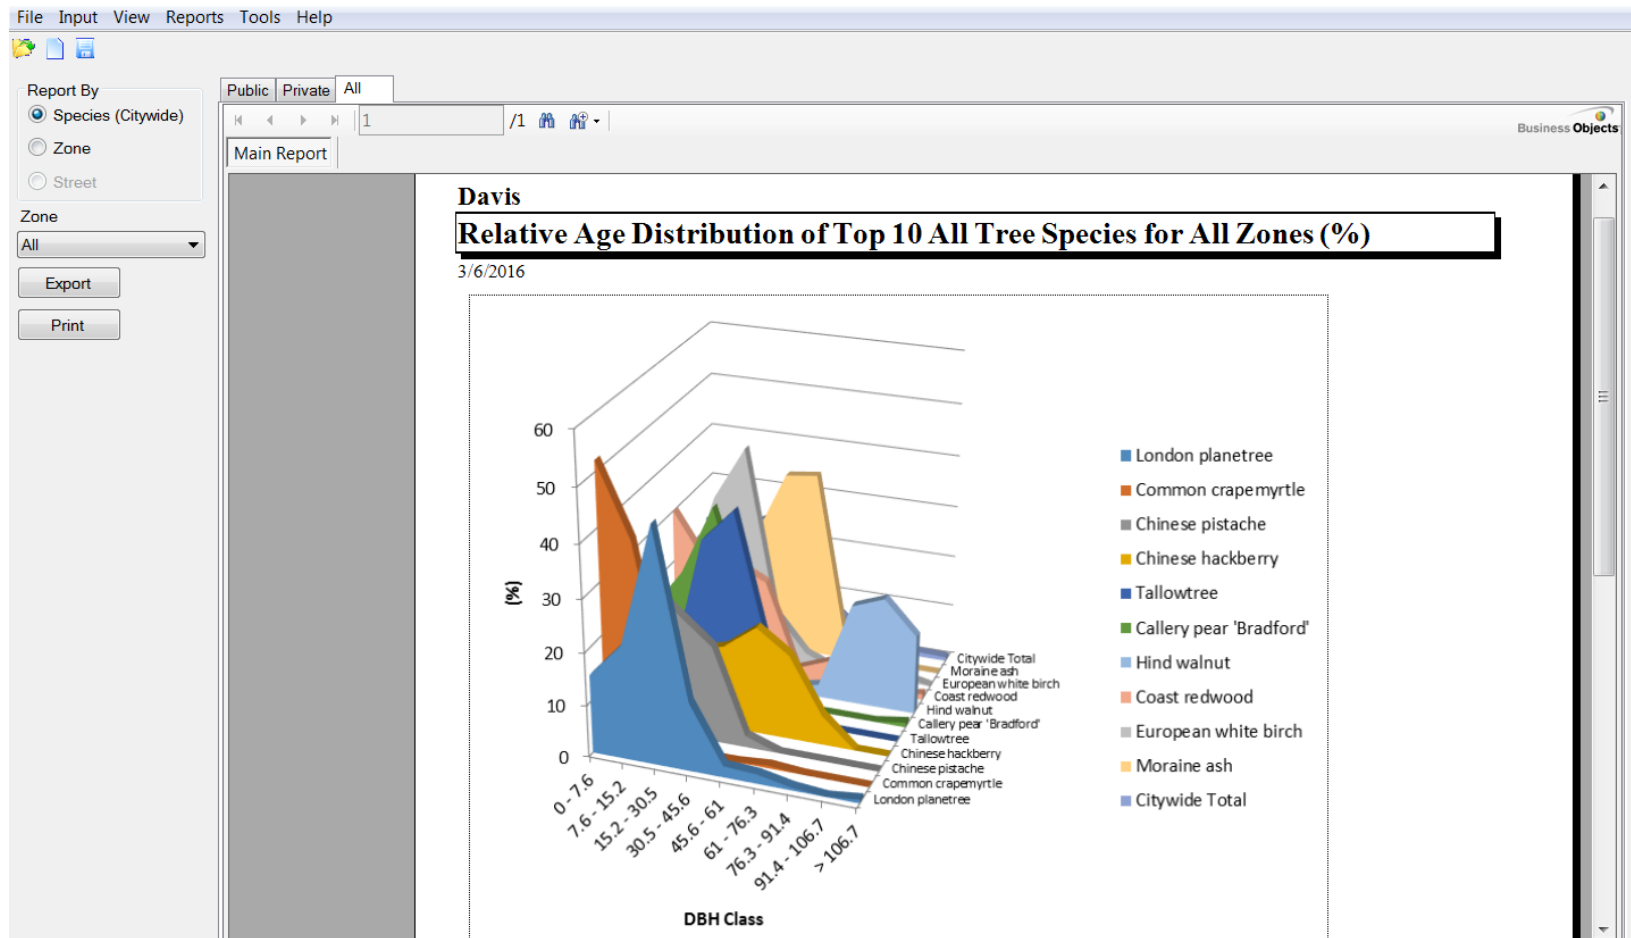 File Input View Reports Tools Help
Report By
Species (Citywide)
Zone
Street
Zone
All
Export
Print
Public Private All
1 /1
Business Objects
Main Report
Davis
Relative Age Distribution of Top 10 All Tree Species for All Zones (%)
3/6/2016
60
50
40
30
20
10
0
(%)
0 - 7.6
7.6 - 15.2
15.2 - 30.5
30.5 - 45.6
45.6 - 61
61 - 76.3
76.3 - 91.4
91.4 - 106.7
> 106.7
DBH Class
Citywide Total
Moraine ash
European white birch
Coast redwood
Hind walnut
Callery pear 'Bradford'
Tallowtree
Chinese hackberry
Chinese pistache
Common crapemyrtle
London planetree
London planetree
Common crapemyrtle
Chinese pistache
Chinese hackberry
Tallowtree
Callery pear 'Bradford'
Hind walnut
Coast redwood
European white birch
Moraine ash
Citywide Total